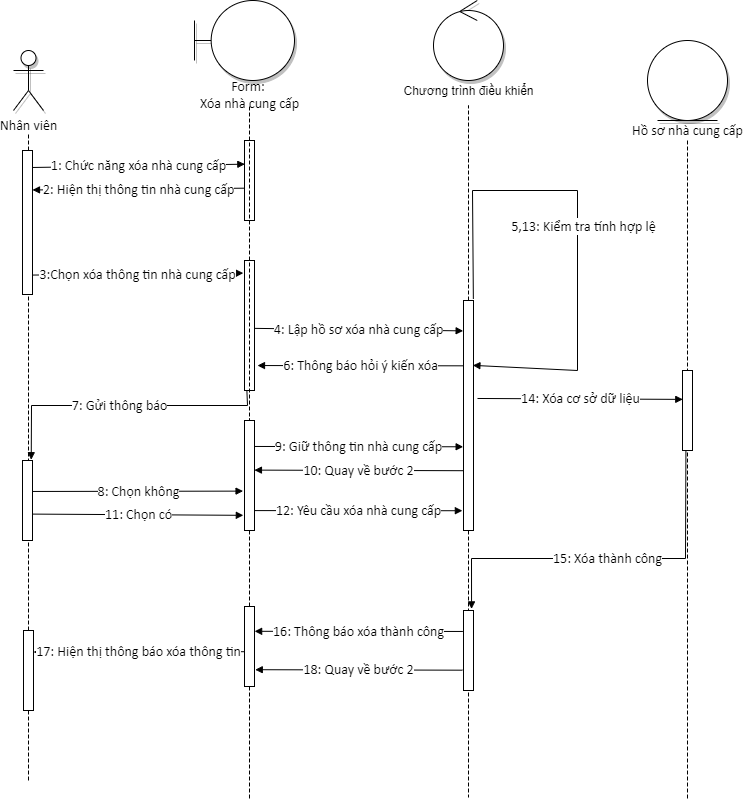 Form:
Xóa nhà cung cấp
Chương trình điều khiển
Nhân viên
Hồ sơ nhà cung cấp
1: Chức năng xóa nhà cung cấp
2: Hiện thị thông tin nhà cung cấp
5,13: Kiểm tra tính hợp lệ
3:Chọn xóa thông tin nhà cung cấp
4: Lập hồ sơ xóa nhà cung cấp
6: Thông báo hỏi ý kiến xóa
14: Xóa cơ sở dữ liệu
7: Gửi thông báo
9: Giữ thông tin nhà cung cấp
10: Quay về bước 2
8: Chọn không
11: Chọn có
12: Yêu cầu xóa nhà cung cấp
15: Xóa thành công
16: Thông báo xóa thành công
17: Hiện thị thông báo xóa thông tin
18: Quay về bước 2